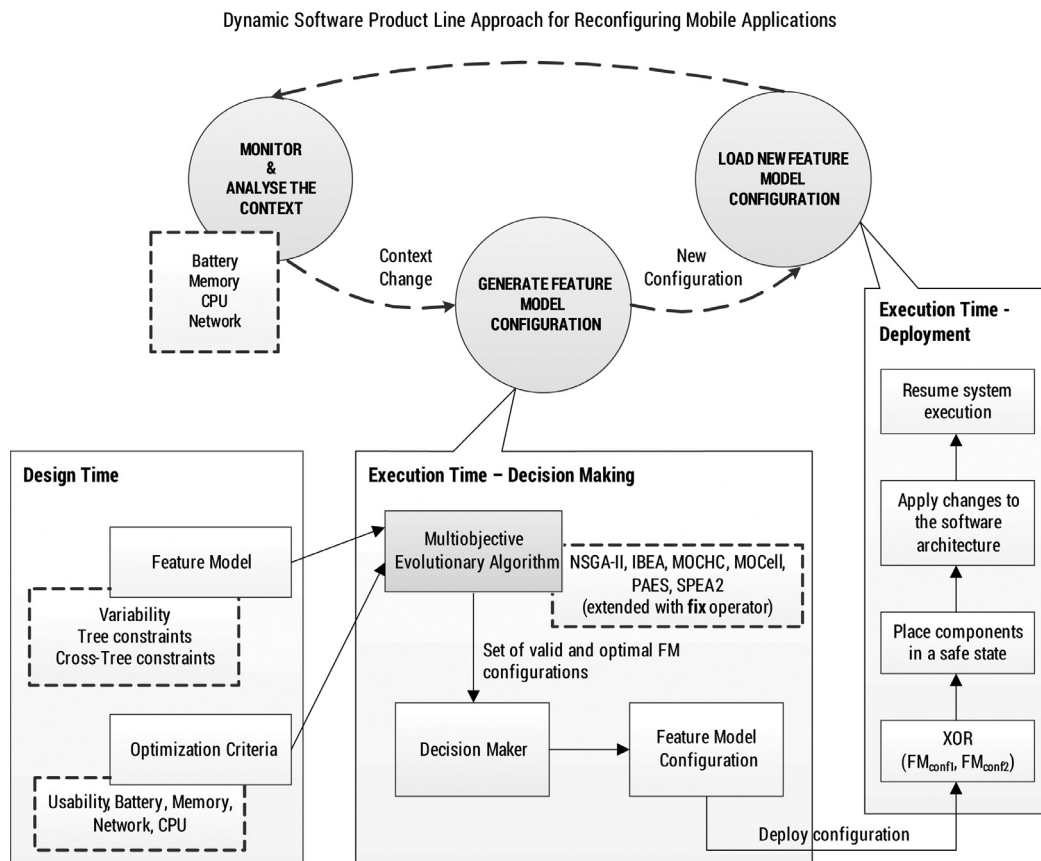 Dynamic Software Product Line Approach for Reconfiguring Mobile Applications
MONITOR
&
ANALYSE THE
CONTEXT
Battery
Memory
CPU
Network
Context
Change
GENERATE FEATURE
MODEL
CONFIGURATION
New
Configuration
LOAD NEW FEATURE
MODEL
CONFIGURATION
Design Time
Feature Model
Variability
Tree constraints
Cross-Tree constraints
Optimization Criteria
Usability, Battery, Memory,
Network, CPU
Execution Time – Decision Making
Multiobjective
Evolutionary Algorithm
NSGA-II, IBEA, MOCHC, MOCell,
PAES, SPEA2
(extended with fix operator)
Set of valid and optimal FM
configurations
Decision Maker
Feature Model
Configuration
Deploy configuration
Execution Time -
Deployment
Resume system
execution
Apply changes to
the software
architecture
Place components
in a safe state
XOR
(FMconf1, FMconf2)